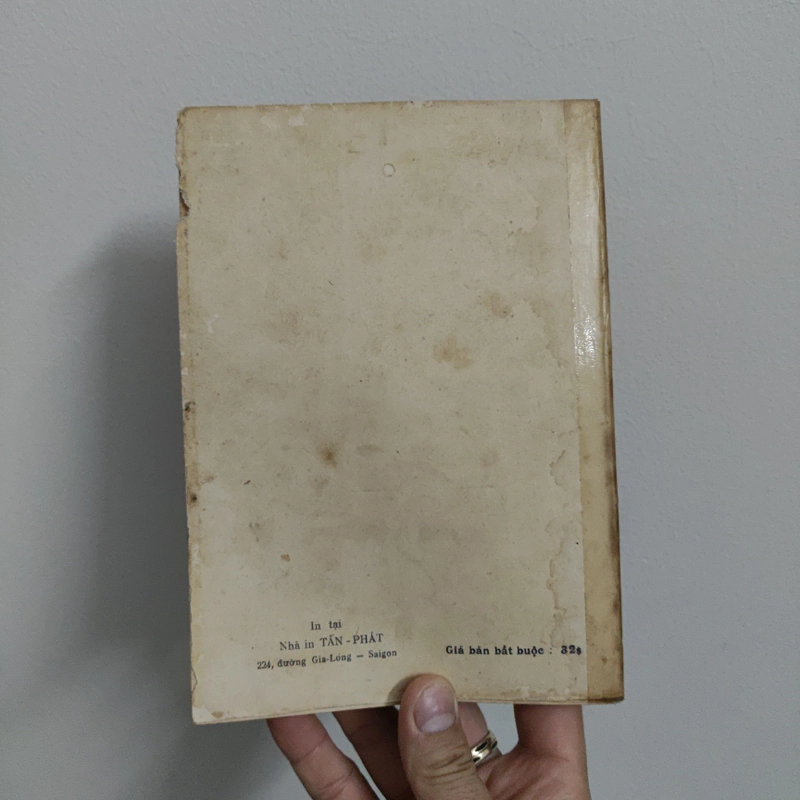 In tại
Nhà in TẤN-PHÁT
224, đường Gia-Long — Saigon
Giá bán bắt buộc : 32$